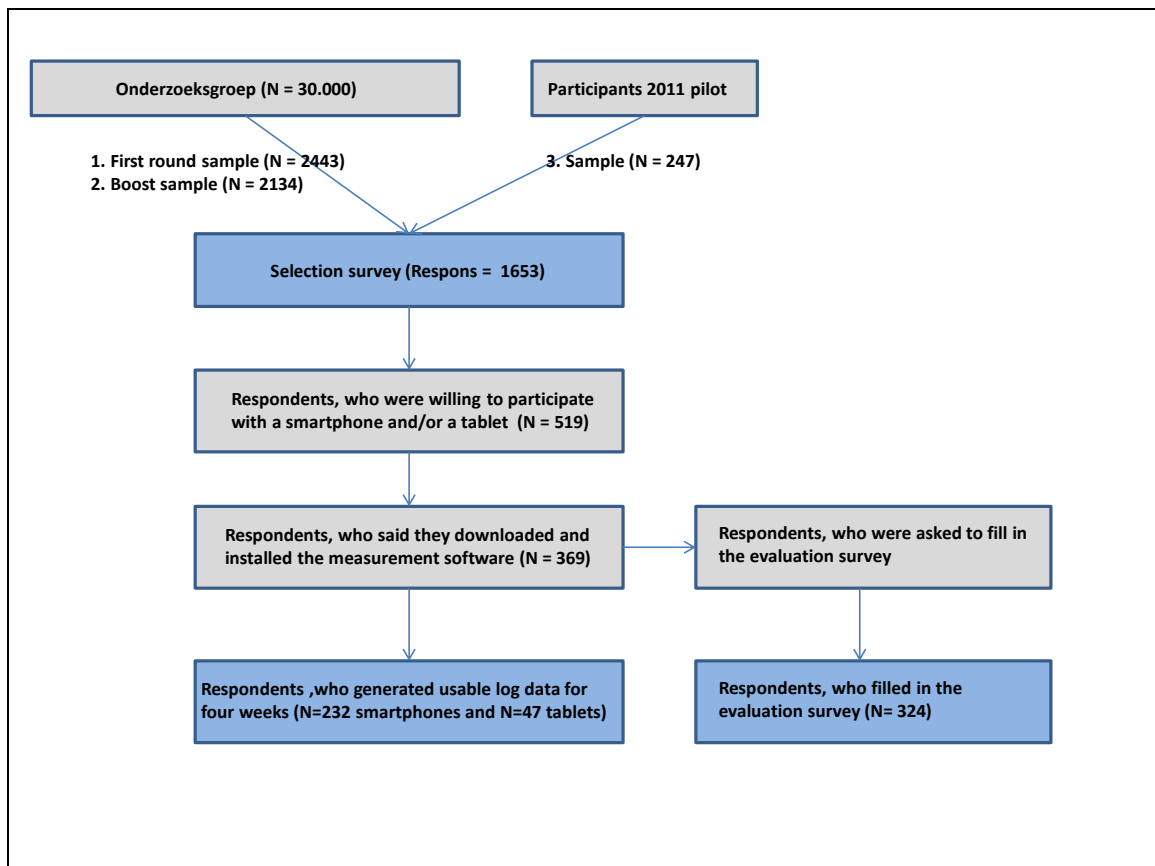 Onderzoeksgroep (N = 30.000)
Participants 2011 pilot
1. First round sample (N = 2443)
2. Boost sample (N = 2134)
3. Sample (N = 247)
Selection survey (Respons = 1653)
Respondents, who were willing to participate
with a smartphone and/or a tablet (N = 519)
Respondents, who said they downloaded and
installed the measurement software (N = 369)
Respondents, who were asked to fill in
the evaluation survey
Respondents ,who generated usable log data for
four weeks (N=232 smartphones and N=47 tablets)
Respondents, who filled in the
evaluation survey (N= 324)